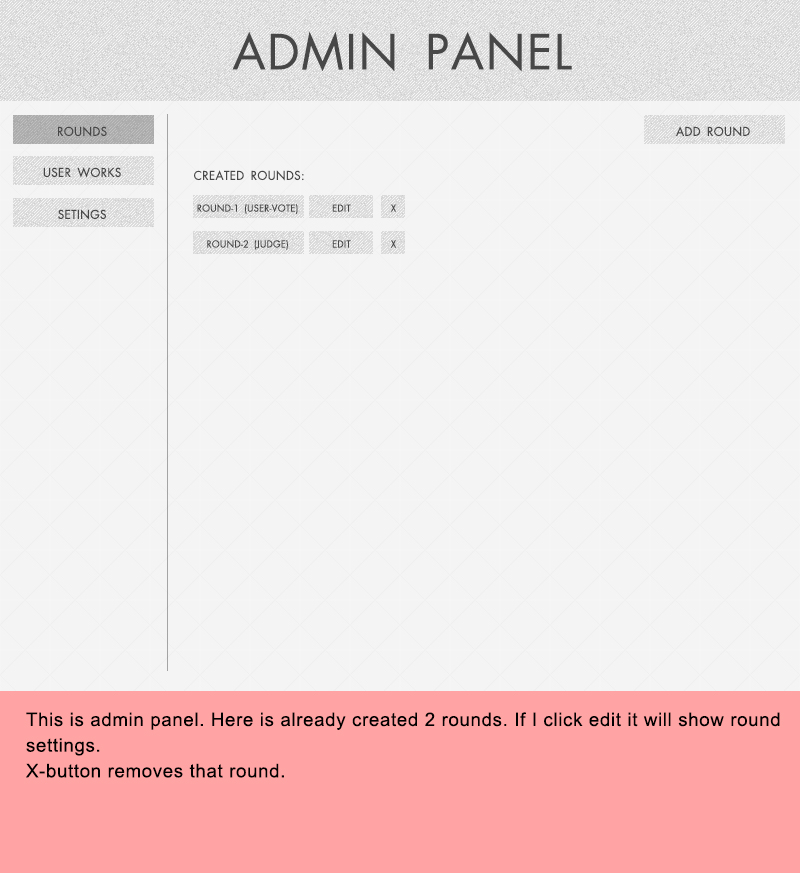 ADMIN PANEL
ROUNDS
ADD ROUND
USER WORKS
CREATED ROUNDS:
ROUND-1 (USER-VOTE) EDIT X
SETINGS
ROUND-2 (JUDGE) EDIT X
This is admin panel. Here is already created 2 rounds. If I click edit it will show round
settings.
X-button removes that round.